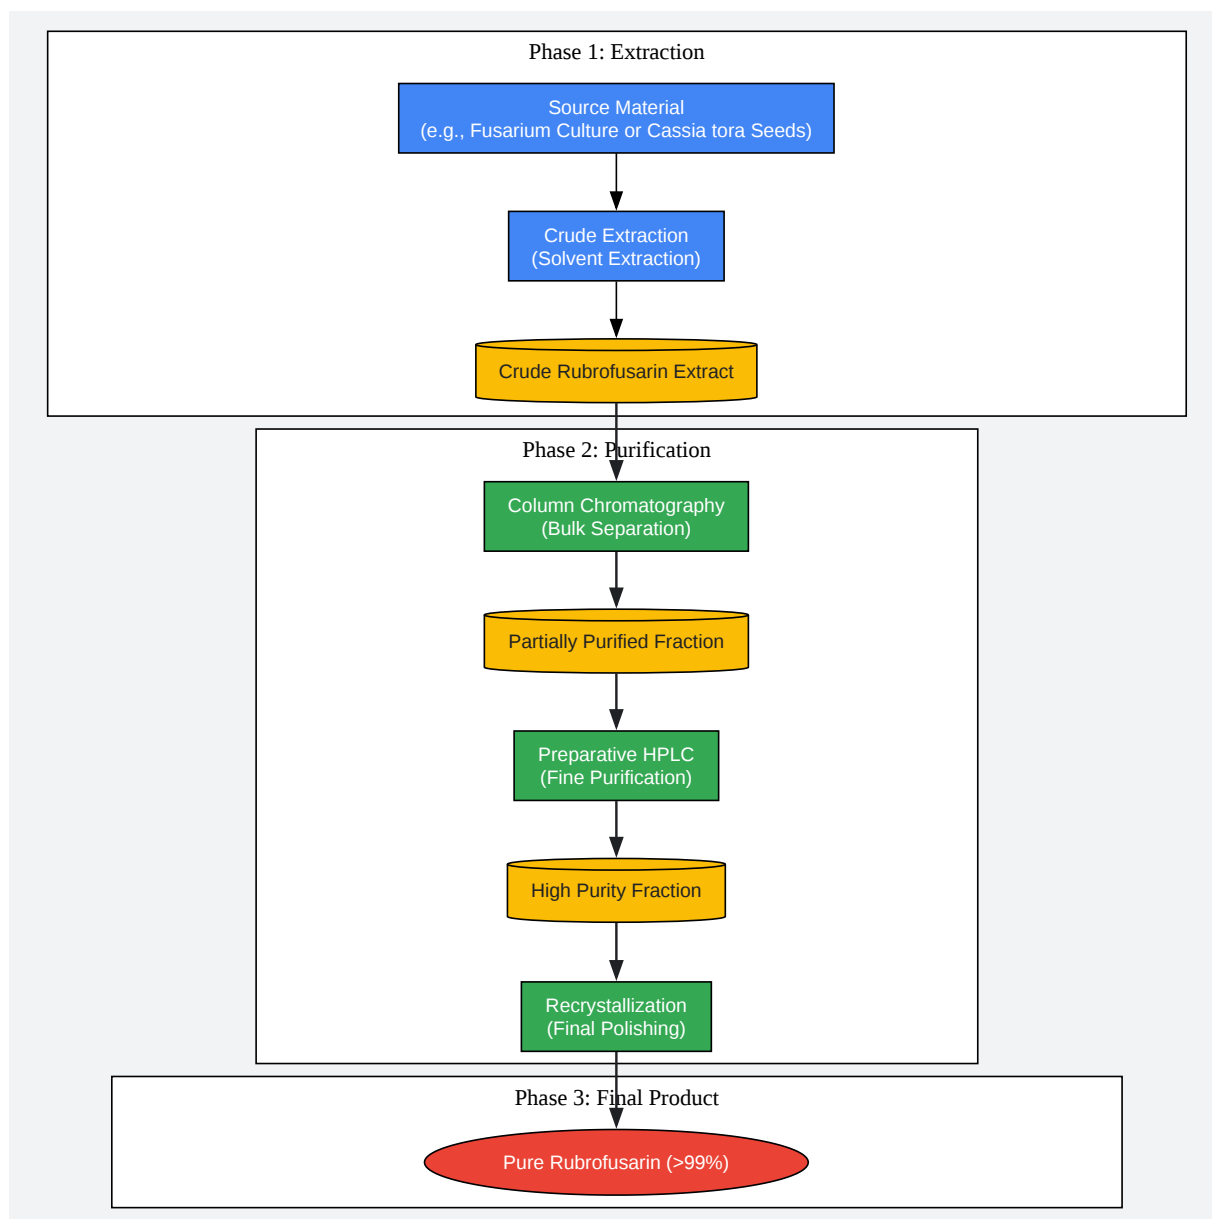 Phase 1: Extraction
Source Material
(e.g., Fusarium Culture or Cassia tora Seeds)
Crude Extraction
(Solvent Extraction)
Crude Rubrofusarin Extract
Phase 2: Purification
Column Chromatography
(Bulk Separation)
Partially Purified Fraction
Preparative HPLC
(Fine Purification)
High Purity Fraction
Recrystallization
(Final Polishing)
Phase 3: Final Product
Pure Rubrofusarin (>99%)